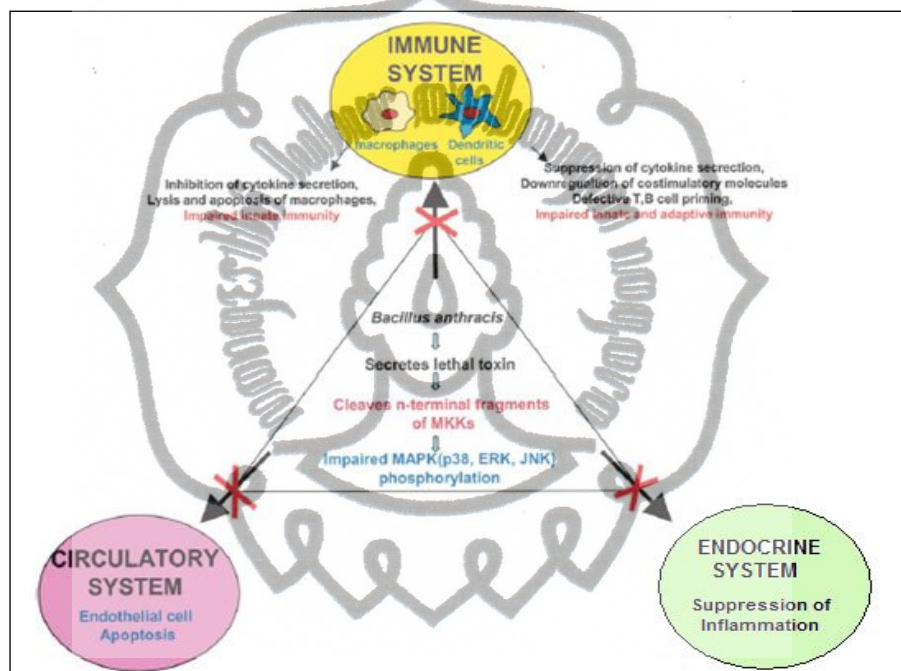 IMMUNE
SYSTEM
macrophages
Dendritic
cells
Inhibition of cytokine secretion,
Lysis and apoptosis of macrophages,
Impaired innate immunity
Suppression of cytokine secretion,
Downregualtion of costimulatory molecules
Defective T,B cell priming,
Impaired innate and adaptive immunity
Bacillus anthracis
Secretes lethal toxin
Cleaves n-terminal fragments
of MKKs
Impaired MAPK(p38, ERK, JNK)
phosphorylation
CIRCULATORY
SYSTEM
Endothelial cell
Apoptosis
ENDOCRINE
SYSTEM
Suppression of
Inflammation